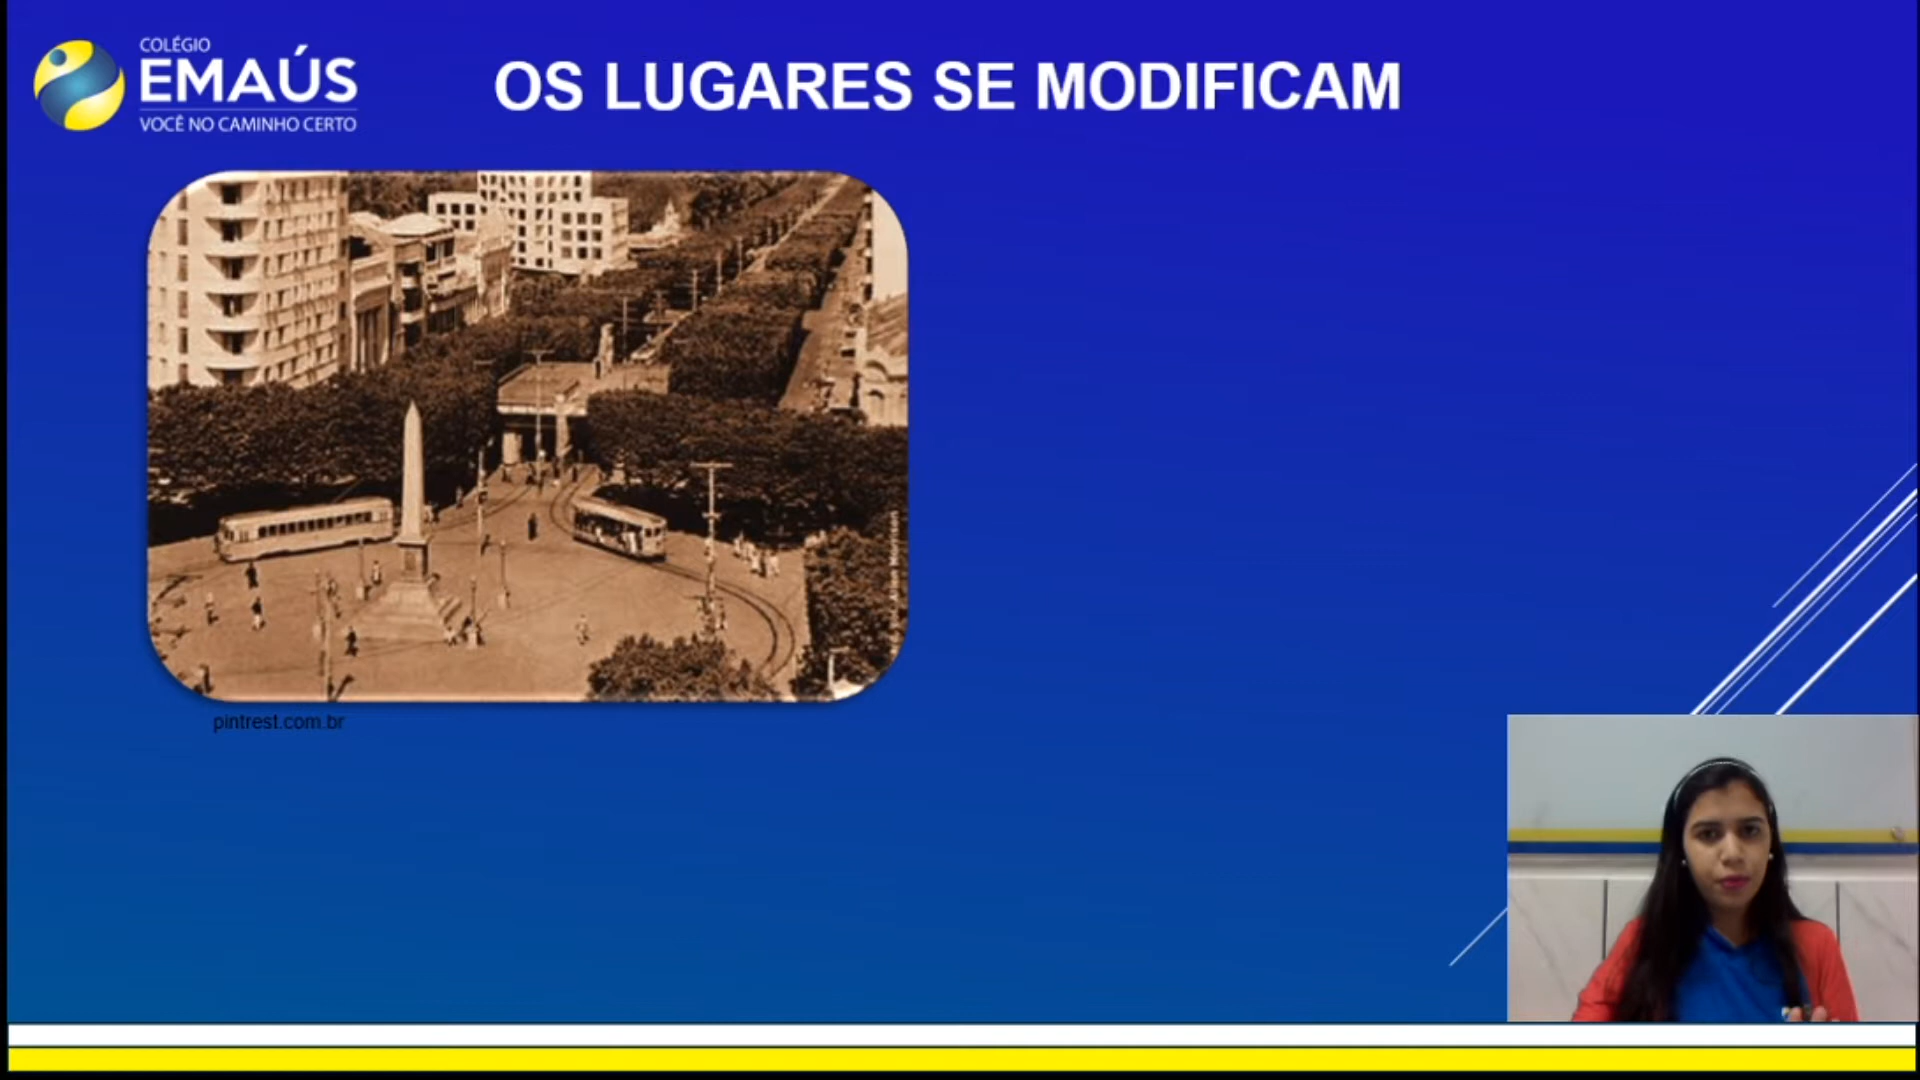 COLÉGIO
EMAÚS
VOCÊ NO CAMINHO CERTO
OS LUGARES SE MODIFICAM
pintrest.com.br